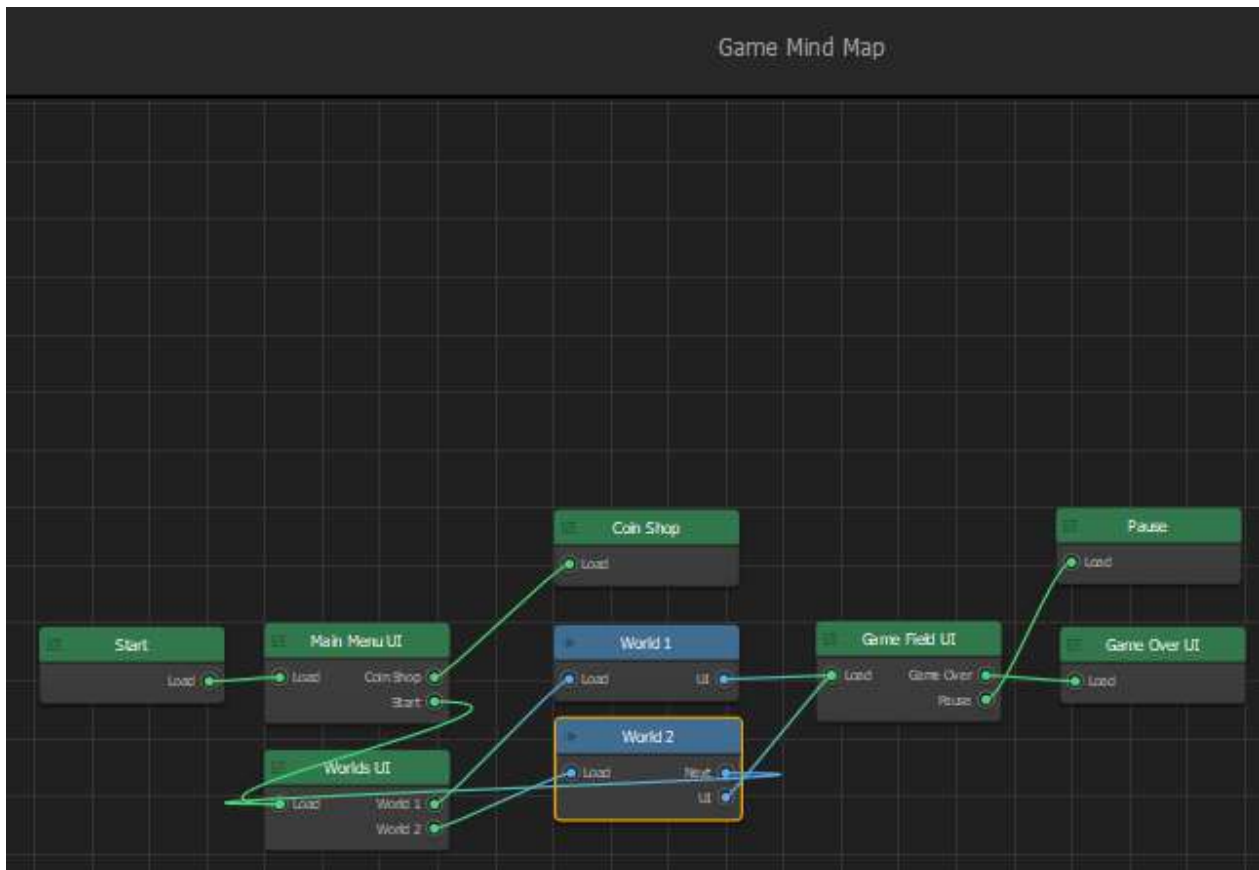 Game Mind Map
Coin Shop
Load
Pause
Load
Start
Load
Main Menu UI
Load Coin Shop
Start
World 1
Load UI
Game Field UI
Load Game Over
Pause
Game Over UI
Load
World 2
Load Next
UI
Worlds UI
Load World 1
World 2